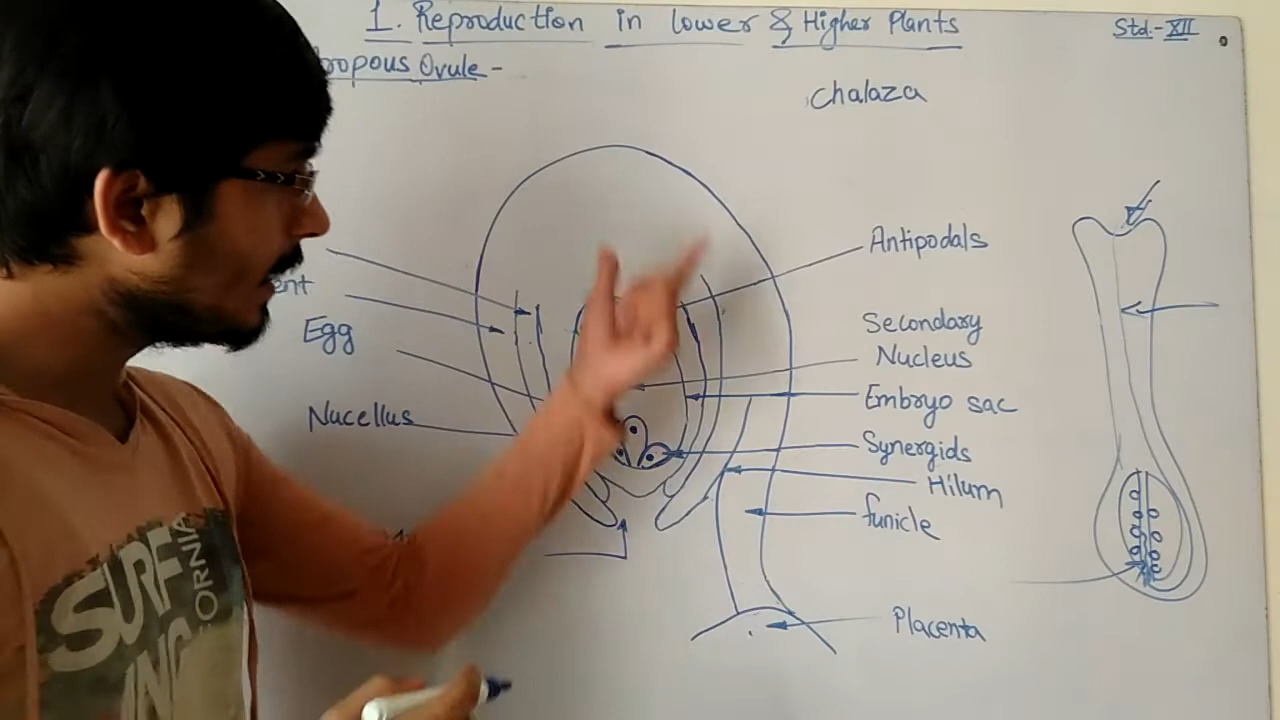 1. Reproduction in lower & Higher Plants
Std:-XII
Ovule -
Chalaza
Antipodals
Egg
Secondary
Nucleus
Nucellus
Embryo sac
Synergids
Hilum
funicle
Placenta
SURF